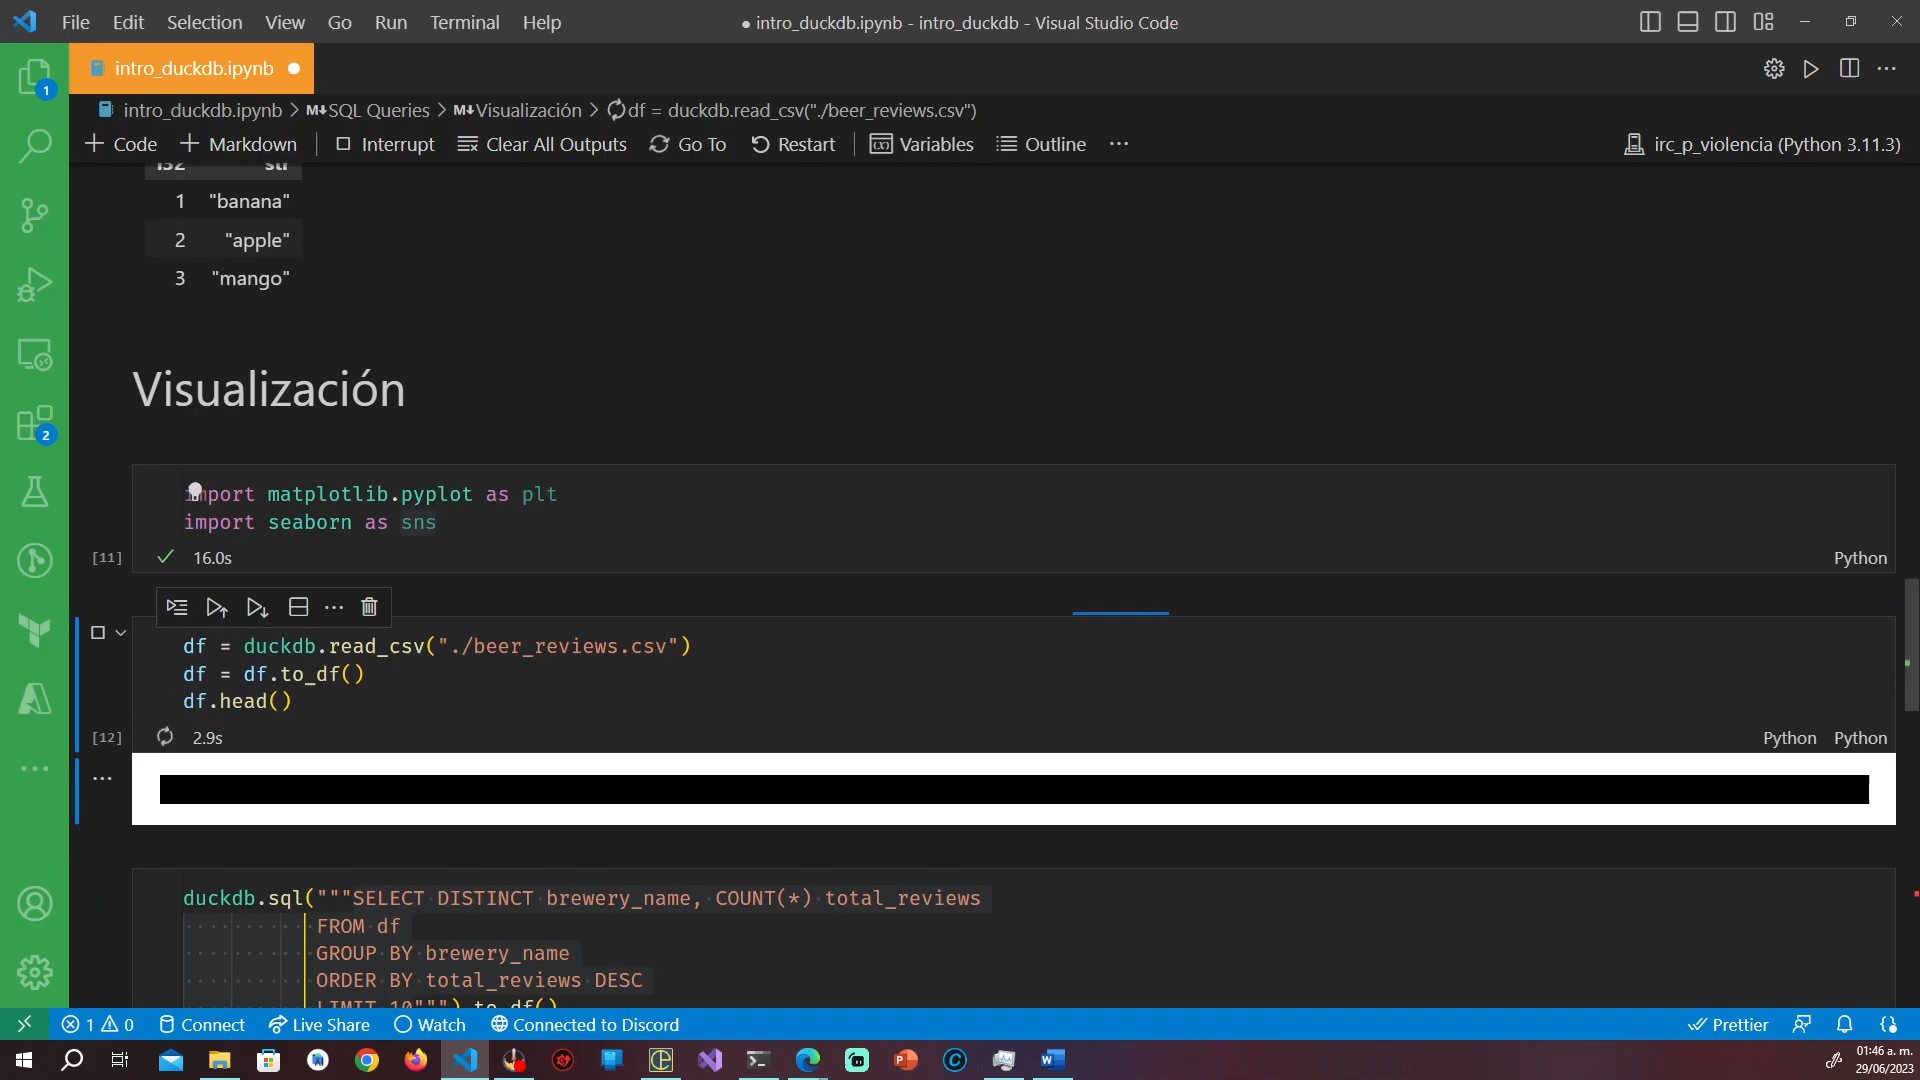 File Edit Selection View Go Run Terminal Help
● intro_duckdb.ipynb - intro_duckdb - Visual Studio Code
intro_duckdb.ipynb
intro_duckdb.ipynb > M↓SQL Queries > M↓Visualización > df = duckdb.read_csv("./beer_reviews.csv")
+ Code + Markdown Interrupt Clear All Outputs Go To Restart Variables Outline ...
irc_p_violencia (Python 3.11.3)
1 "banana"
2 "apple"
3 "mango"
Visualización
import matplotlib.pyplot as plt
import seaborn as sns
[11] 16.0s Python
df = duckdb.read_csv("./beer_reviews.csv")
df = df.to_df()
df.head()
[12] 2.9s Python Python
duckdb.sql("""SELECT DISTINCT brewery_name, COUNT(*) total_reviews
FROM df
GROUP BY brewery_name
ORDER BY total_reviews DESC
LIMIT 10""").to_df()
1 0 Connect Live Share Watch Connected to Discord Prettier
01:46 a. m.
29/06/2023
1
2